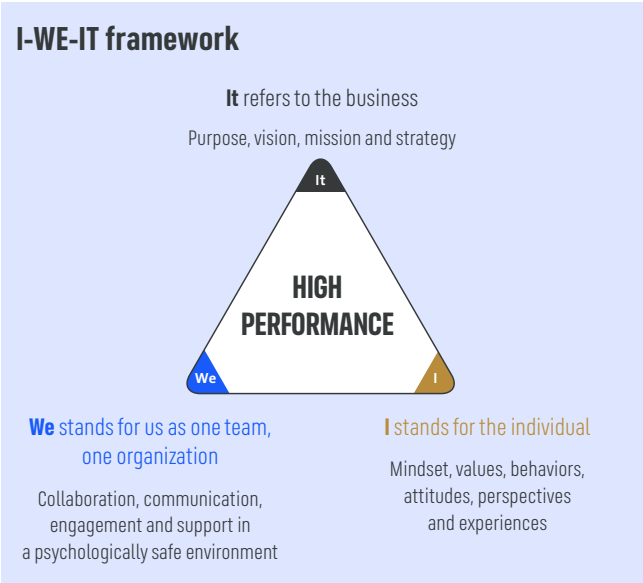 I-WE-IT framework
It refers to the business
Purpose, vision, mission and strategy
It
HIGH
PERFORMANCE
We
I
We stands for us as one team,
one organization
Collaboration, communication,
engagement and support in
a psychologically safe environment
I stands for the individual
Mindset, values, behaviors,
attitudes, perspectives
and experiences